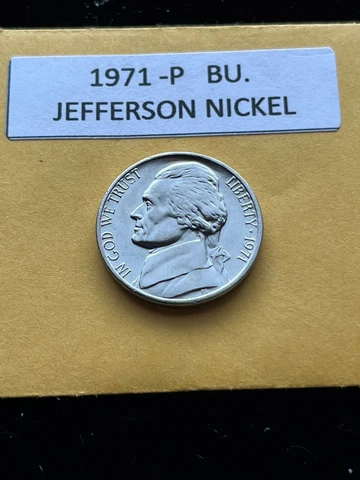 1971 -P BU.
JEFFERSON NICKEL
IN GOD WE TRUST
LIBERTY · 1971